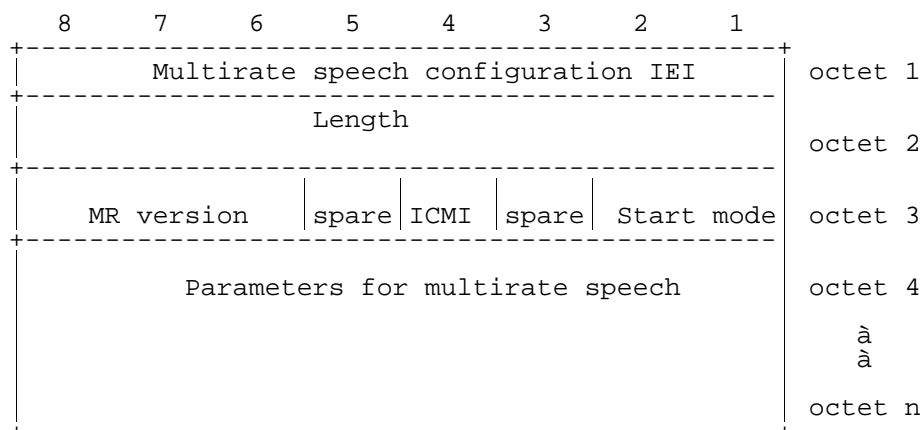 8 7 6 5 4 3 2 1
Multirate speech configuration IEI octet 1
Length
octet 2
MR version spare ICMI spare Start mode octet 3
Parameters for multirate speech octet 4
à
à
octet n